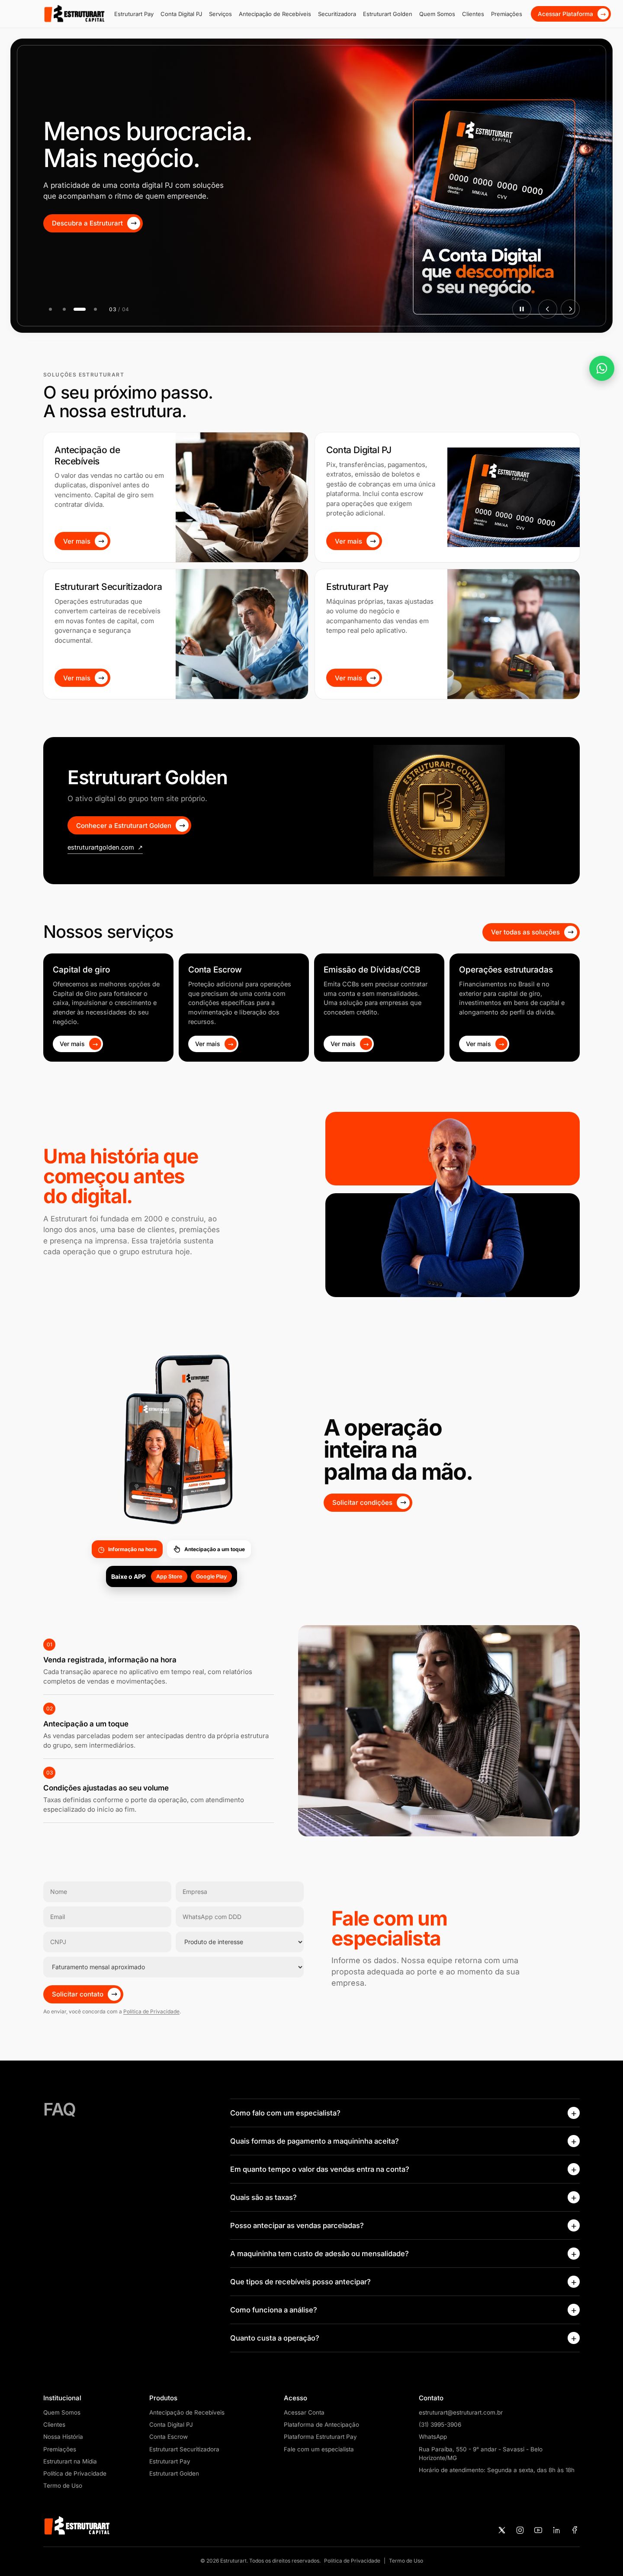 ESTRUTURART
CAPITAL
Estruturart Pay
Conta Digital PJ
Serviços
Antecipação de Recebíveis
Securitizadora
Estruturart Golden
Quem Somos
Clientes
Premiações
Acessar Plataforma
Menos burocracia.
Mais negócio.
A praticidade de uma conta digital PJ com soluções
que acompanham o ritmo de quem empreende.
Descubra a Estruturart
ESTRUTURART
CAPITAL
0000 0000 0000 0000
Membro
desde:
MM/AA
CVV
A Conta Digital
que descomplica
o seu negócio.
03 / 04
SOLUÇÕES ESTRUTURART
O seu próximo passo.
A nossa estrutura.
Antecipação de
Recebíveis
O valor das vendas no cartão ou em
duplicatas, disponível antes do
vencimento. Capital de giro sem
contratar dívida.
Ver mais
Conta Digital PJ
Pix, transferências, pagamentos,
extratos, emissão de boletos e
gestão de cobranças em uma única
plataforma. Inclui conta escrow
para operações que exigem
proteção adicional.
Ver mais
ESTRUTURART
CAPITAL
0000 0000 0000 0000
MM/AA
CVV
Estruturart Securitizadora
Operações estruturadas que
convertem carteiras de recebíveis
em novas fontes de capital, com
governança e segurança
documental.
Ver mais
Estruturart Pay
Máquinas próprias, taxas ajustadas
ao volume do negócio e
acompanhamento das vendas em
tempo real pelo aplicativo.
Ver mais
Estruturart Golden
O ativo digital do grupo tem site próprio.
Conhecer a Estruturart Golden
estruturartgolden.com ↗
ESG
Nossos serviços
Ver todas as soluções
Capital de giro
Oferecemos as melhores opções de
Capital de Giro para fortalecer o
caixa, impulsionar o crescimento e
atender às necessidades do seu
negócio.
Ver mais
Conta Escrow
Proteção adicional para operações
que precisam de uma conta com
condições específicas para a
movimentação e liberação dos
recursos.
Ver mais
Emissão de Dívidas/CCB
Emita CCBs sem precisar contratar
uma conta e sem mensalidades.
Uma solução para empresas que
concedem crédito.
Ver mais
Operações estruturadas
Financiamentos no Brasil e no
exterior para capital de giro,
investimentos em bens de capital e
alongamento do perfil da dívida.
Ver mais
Uma história que
começou antes
do digital.
A Estruturart foi fundada em 2000 e construiu, ao
longo dos anos, uma base de clientes, premiações
e presença na imprensa. Essa trajetória sustenta
cada operação que o grupo estrutura hoje.
ESTRUTURART
ESTRUTURART
Informação na hora
Antecipação a um toque
Baixe o APP
App Store
Google Play
A operação
inteira na
palma da mão.
Solicitar condições
01
Venda registrada, informação na hora
Cada transação aparece no aplicativo em tempo real, com relatórios
completos de vendas e movimentações.
02
Antecipação a um toque
As vendas parceladas podem ser antecipadas dentro da própria estrutura
do grupo, sem intermediários.
03
Condições ajustadas ao seu volume
Taxas definidas conforme o porte da operação, com atendimento
especializado do início ao fim.
Nome
Empresa
Email
WhatsApp com DDD
CNPJ
Produto de interesse
Faturamento mensal aproximado
Solicitar contato
Ao enviar, você concorda com a Política de Privacidade.
Fale com um
especialista
Informe os dados. Nossa equipe retorna com uma
proposta adequada ao porte e ao momento da sua
empresa.
FAQ
Como falo com um especialista?
Quais formas de pagamento a maquininha aceita?
Em quanto tempo o valor das vendas entra na conta?
Quais são as taxas?
Posso antecipar as vendas parceladas?
A maquininha tem custo de adesão ou mensalidade?
Que tipos de recebíveis posso antecipar?
Como funciona a análise?
Quanto custa a operação?
Institucional
Quem Somos
Clientes
Nossa História
Premiações
Estruturart na Mídia
Política de Privacidade
Termo de Uso
Produtos
Antecipação de Recebíveis
Conta Digital PJ
Conta Escrow
Estruturart Securitizadora
Estruturart Pay
Estruturart Golden
Acesso
Acessar Conta
Plataforma de Antecipação
Plataforma Estruturart Pay
Fale com um especialista
Contato
estruturart@estruturart.com.br
(31) 3995-3906
WhatsApp
Rua Paraíba, 550 - 9° andar - Savassi - Belo
Horizonte/MG
Horário de atendimento: Segunda a sexta, das 8h às 18h
ESTRUTURART
CAPITAL
© 2026 Estruturart. Todos os direitos reservados. Política de Privacidade | Termo de Uso